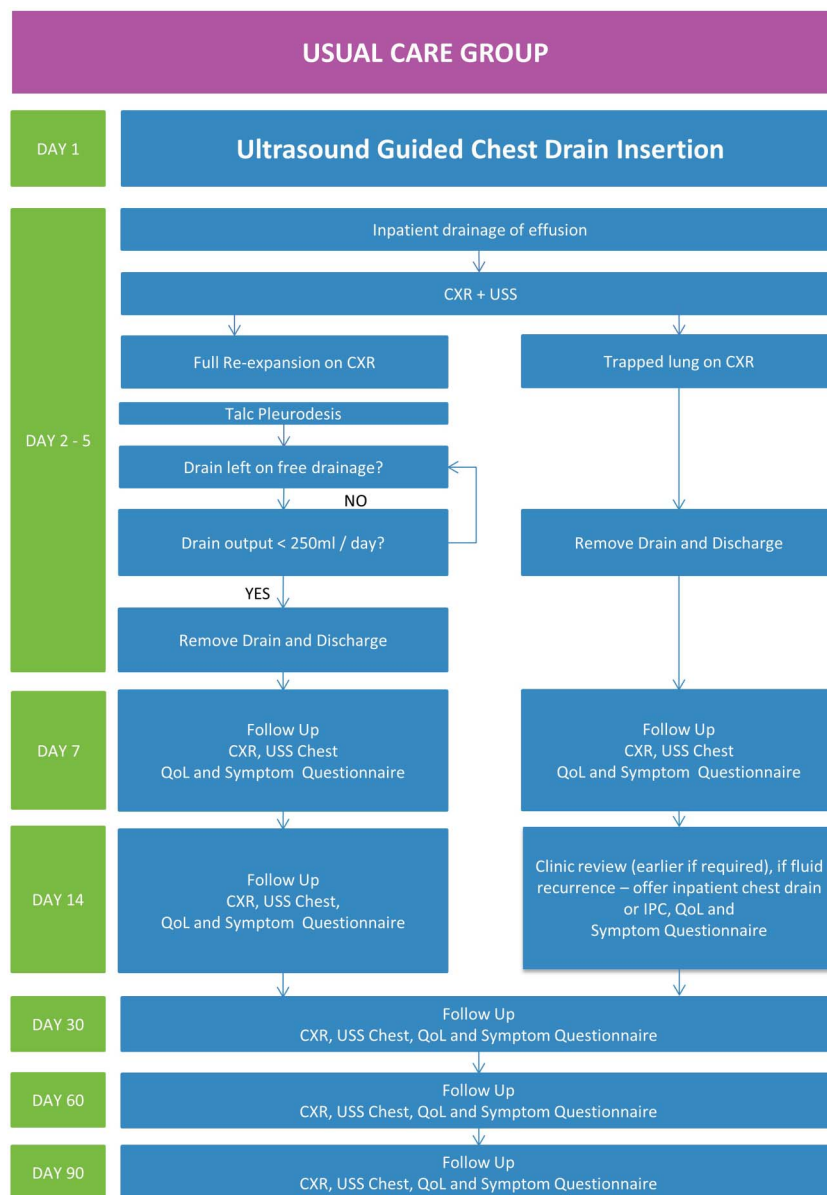 USUAL CARE GROUP
DAY 1
Ultrasound Guided Chest Drain Insertion
DAY 2 - 5
Inpatient drainage of effusion
CXR + USS
Full Re-expansion on CXR
Trapped lung on CXR
Talc Pleurodesis
Drain left on free drainage?
NO
Drain output < 250ml / day?
Remove Drain and Discharge
YES
Remove Drain and Discharge
DAY 7
Follow Up
CXR, USS Chest
QoL and Symptom Questionnaire
Follow Up
CXR, USS Chest
QoL and Symptom Questionnaire
DAY 14
Follow Up
CXR, USS Chest,
QoL and Symptom Questionnaire
Clinic review (earlier if required), if fluid
recurrence – offer inpatient chest drain
or IPC, QoL and
Symptom Questionnaire
DAY 30
Follow Up
CXR, USS Chest, QoL and Symptom Questionnaire
DAY 60
Follow Up
CXR, USS Chest, QoL and Symptom Questionnaire
DAY 90
Follow Up
CXR, USS Chest, QoL and Symptom Questionnaire